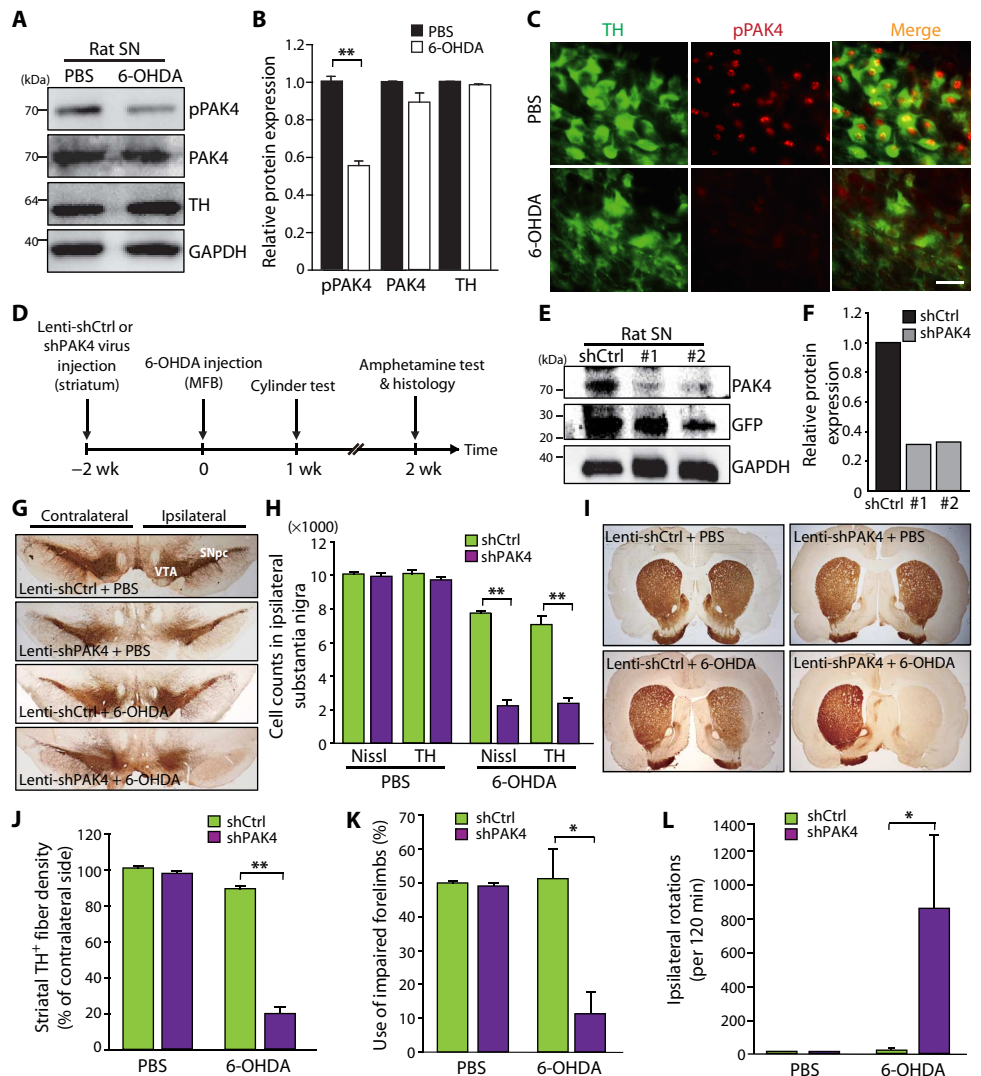 A
Rat SN
(kDa) PBS 6-OHDA
70 pPAK4
70 PAK4
64 TH
40 GAPDH
B
PBS
6-OHDA
Relative protein expression
1.2
1.0
0.8
0.6
0.4
0.2
0
**
pPAK4 PAK4 TH
C
TH pPAK4 Merge
PBS
6-OHDA
D
Lenti-shCtrl or
shPAK4 virus
injection
(striatum)
6-OHDA injection
(MFB)
Cylinder test
Amphetamine test
& histology
Time
−2 wk 0 1 wk 2 wk
E
Rat SN
(kDa) shCtrl #1 #2
70 PAK4
30
20
GFP
40 GAPDH
F
shCtrl
shPAK4
Relative protein
expression
1.2
1.0
0.8
0.6
0.4
0.2
0
shCtrl #1 #2
G
Contralateral Ipsilateral
SNpc
VTA
Lenti-shCtrl + PBS
Lenti-shPAK4 + PBS
Lenti-shCtrl + 6-OHDA
Lenti-shPAK4 + 6-OHDA
H
(×1000)
shCtrl
shPAK4
Cell counts in ipsilateral
substantia nigra
12
10
8
6
4
2
0
** **
Nissl TH Nissl TH
PBS 6-OHDA
I
Lenti-shCtrl + PBS
Lenti-shPAK4 + PBS
Lenti-shCtrl + 6-OHDA
Lenti-shPAK4 + 6-OHDA
J
shCtrl
shPAK4
Striatal TH+ fiber density
(% of contralateral side)
120
100
80
60
40
20
0
**
PBS 6-OHDA
K
shCtrl
shPAK4
Use of impaired forelimbs (%)
70
60
50
40
30
20
10
0
*
PBS 6-OHDA
L
shCtrl
shPAK4
Ipsilateral rotations
(per 120 min)
1400
1200
1000
800
400
200
0
*
PBS 6-OHDA